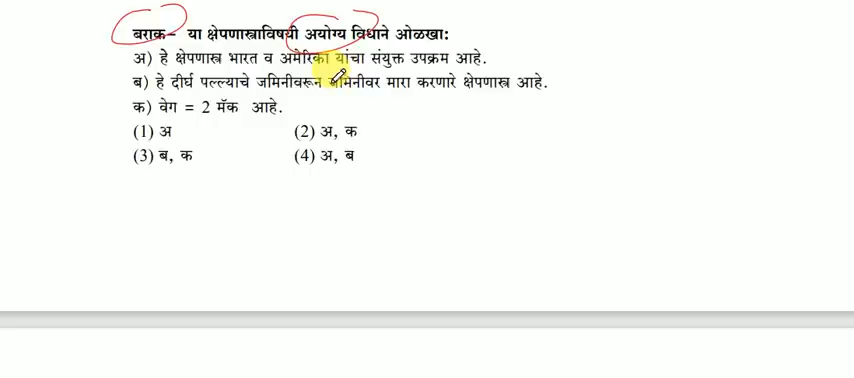 बराक– या क्षेपणास्त्राविषयी अयोग्य विधाने ओळखा:
अ) हे क्षेपणास्त्र भारत व अमेरिका यांचा संयुक्त उपक्रम आहे.
ब) हे दीर्घ पल्ल्याचे जमिनीवरून जमिनीवर मारा करणारे क्षेपणास्त्र आहे.
क) वेग = 2 मॅक आहे.
(1) अ (2) अ, क
(3) ब, क (4) अ, ब